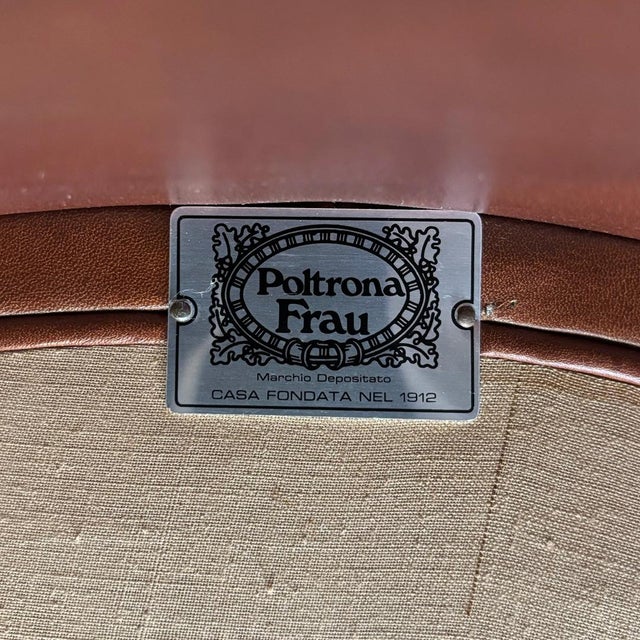 Poltrona
Frau
Marchio Depositato
CASA FONDATA NEL 1912